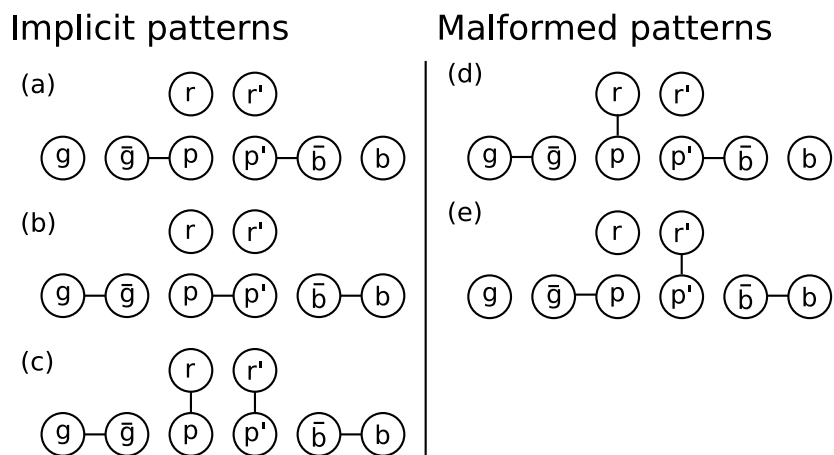 Implicit patterns
(a)
r r'
g ḡ p p' b̄ b
(b)
r r'
g ḡ p p' b̄ b
(c)
r r'
g ḡ p p' b̄ b
Malformed patterns
(d)
r r'
g ḡ p p' b̄ b
(e)
r r'
g ḡ p p' b̄ b